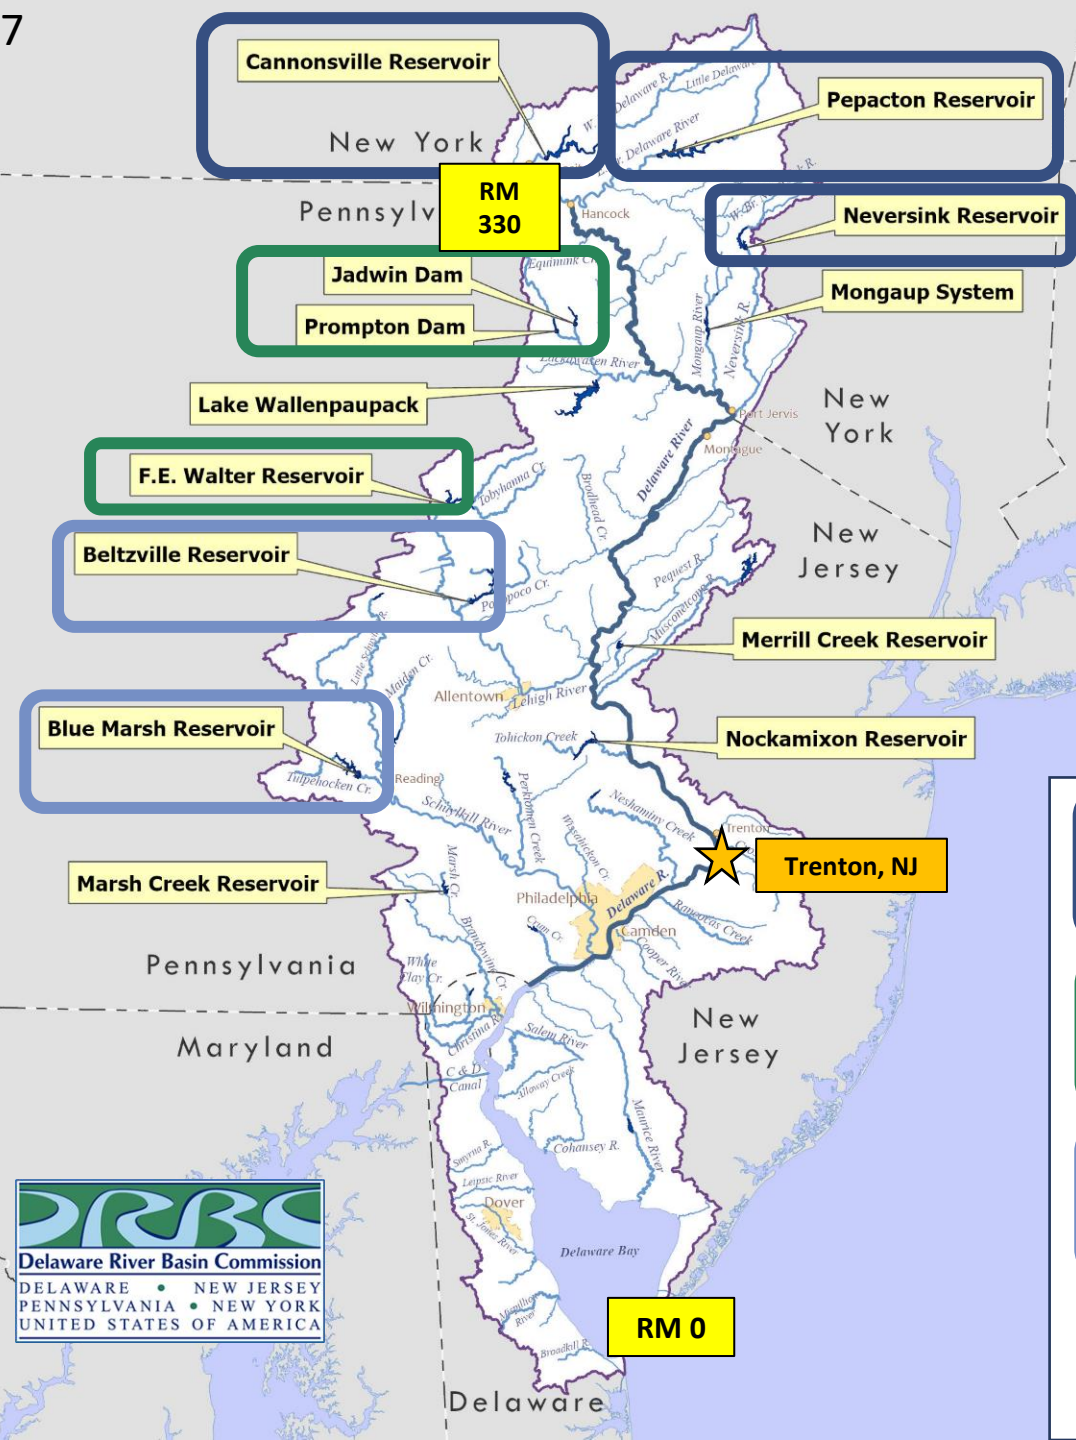 7
Cannonsville Reservoir
Pepacton Reservoir
Little Delaware
W. Delaware R.
Delaware River
New York
RM
330
Pennsylv
Hancock
Neversink Reservoir
Equinunk Cr.
Jadwin Dam
Prompton Dam
Mongaup System
Mongaup River
Neversink R.
Lackawaxen River
Lake Wallenpaupack
New
York
Port Jervis
Montague
Delaware River
F.E. Walter Reservoir
Tobyhanna Cr.
Brodhead Cr.
New
Jersey
Beltzville Reservoir
Pohopoco Cr.
Pequest R.
Musconetcong R.
Merrill Creek Reservoir
Little Schuylkill R.
Maiden Cr.
Allentown
Lehigh River
Blue Marsh Reservoir
Tohickon Creek
Nockamixon Reservoir
Tulpehocken Cr.
Reading
Schuylkill River
Perkiomen Creek
Neshaminy Creek
Wissahickon Cr.
Trenton
Trenton, NJ
Marsh Creek Reservoir
Marsh Cr.
Philadelphia
Delaware R.
Rancocas Creek
Camden
Cooper River
Crum Cr.
Brandywine Cr.
Pennsylvania
White
Clay Cr.
Wilmington
Christina R.
New
Jersey
Maryland
Salem River
C & D
Canal
Alloway Creek
Maurice River
Cohansey R.
Smyrna R.
Leipsic River
Dover
St. Jones River
Delaware Bay
Delaware River Basin Commission
DELAWARE • NEW JERSEY
PENNSYLVANIA • NEW YORK
UNITED STATES OF AMERICA
Mispillion
River
RM 0
Broadkill R.
Delaware